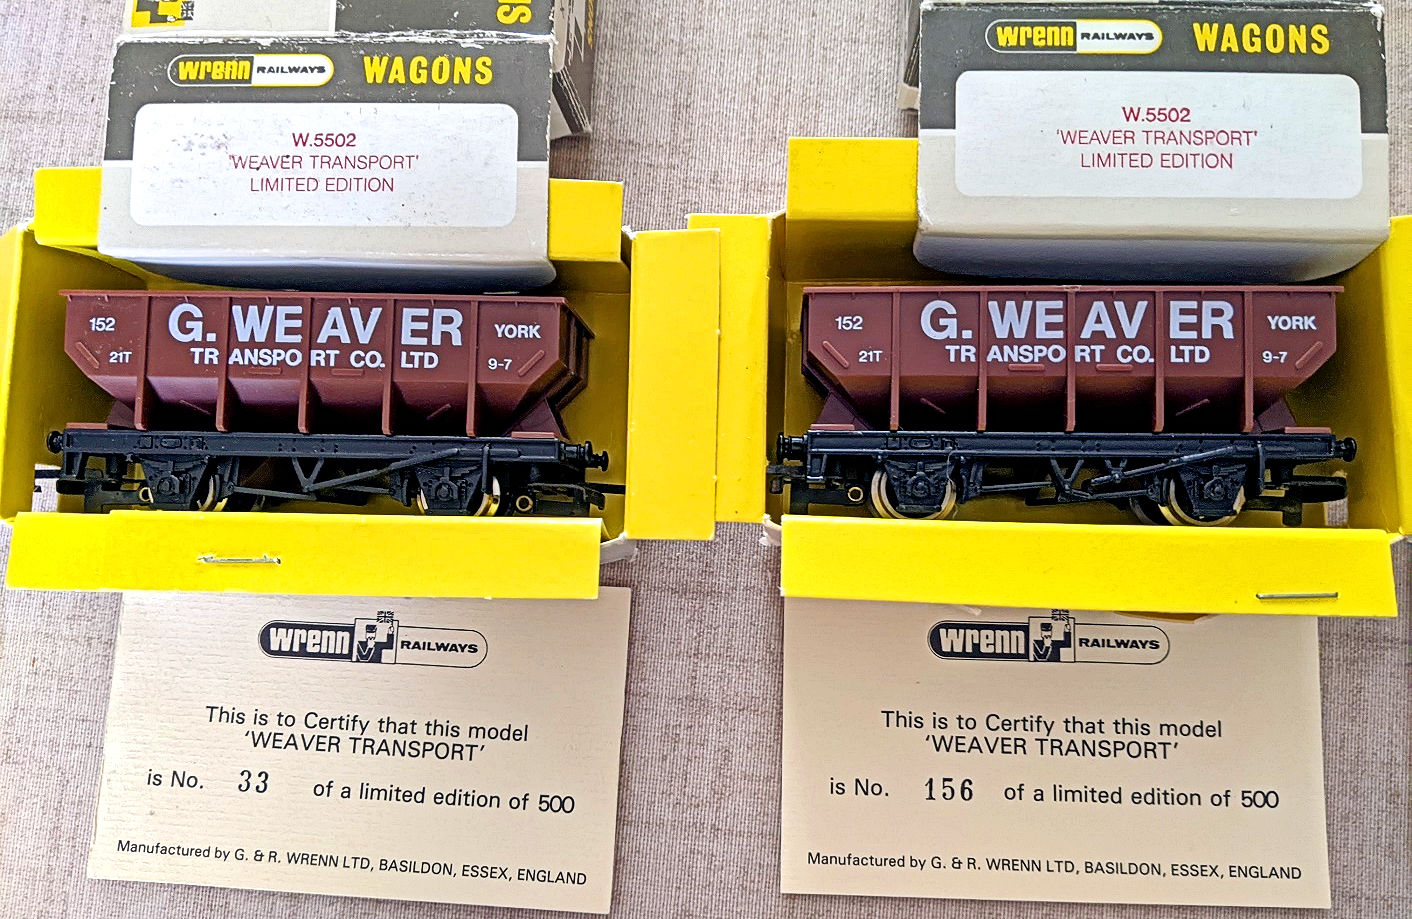 wrenn RAILWAYS WAGONS
W.5502
'WEAVER TRANSPORT'
LIMITED EDITION
152 G. WEAVER YORK
21T TRANSPORT CO. LTD 9-7
wrenn RAILWAYS
This is to Certify that this model
'WEAVER TRANSPORT'
is No. 33 of a limited edition of 500
Manufactured by G. & R. WRENN LTD, BASILDON, ESSEX, ENGLAND
wrenn RAILWAYS WAGONS
W.5502
'WEAVER TRANSPORT'
LIMITED EDITION
152 G. WEAVER YORK
21T TRANSPORT CO. LTD 9-7
wrenn RAILWAYS
This is to Certify that this model
'WEAVER TRANSPORT'
is No. 156 of a limited edition of 500
Manufactured by G. & R. WRENN LTD, BASILDON, ESSEX, ENGLAND